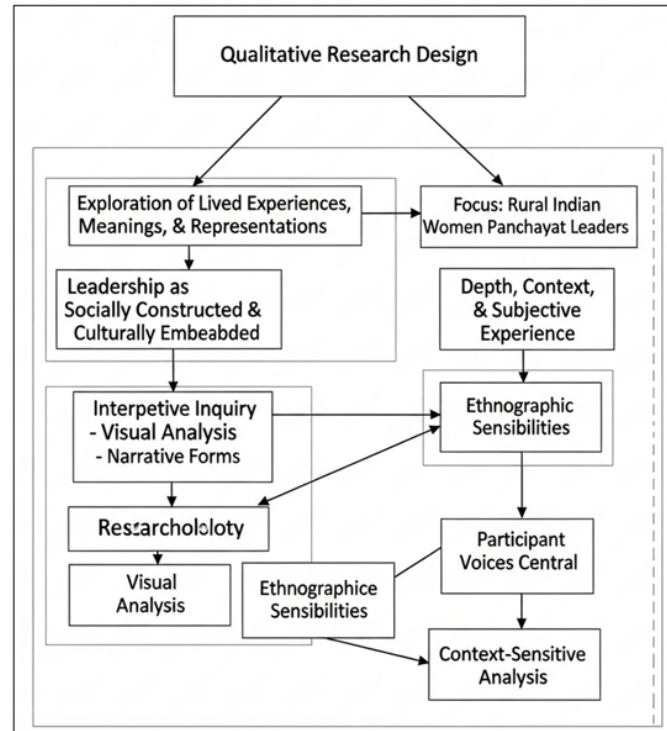 Qualitative Research Design
Exploration of Lived Experiences,
Meanings, & Representations
Focus: Rural Indian
Women Panchayat Leaders
Leadership as
Socially Constructed &
Culturally Embeabded
Depth, Context,
& Subjective
Experience
Interpetive Inquiry
- Visual Analysis
- Narrative Forms
Ethnographic
Sensibilities
Visual
Analysis
Ethnographice
Sensibilities
Participant
Voices Central
Context-Sensitive
Analysis